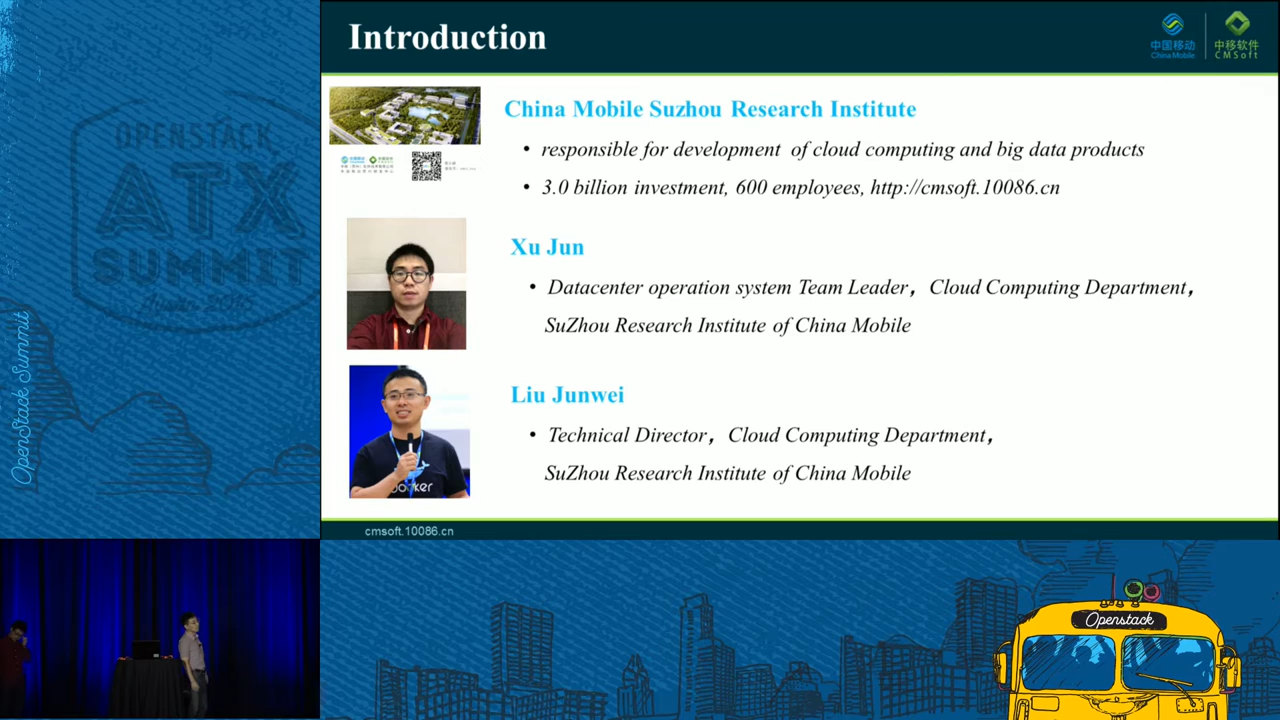 Introduction
中国移动
China Mobile
中移软件
CMSoft
OPENSTACK
ATX
SUMMIT
OpenStack Summit
China Mobile Suzhou Research Institute
• responsible for development of cloud computing and big data products
• 3.0 billion investment, 600 employees, http://cmsoft.10086.cn
Xu Jun
• Datacenter operation system Team Leader，Cloud Computing Department，
SuZhou Research Institute of China Mobile
Liu Junwei
• Technical Director，Cloud Computing Department，
SuZhou Research Institute of China Mobile
cmsoft.10086.cn
Openstack